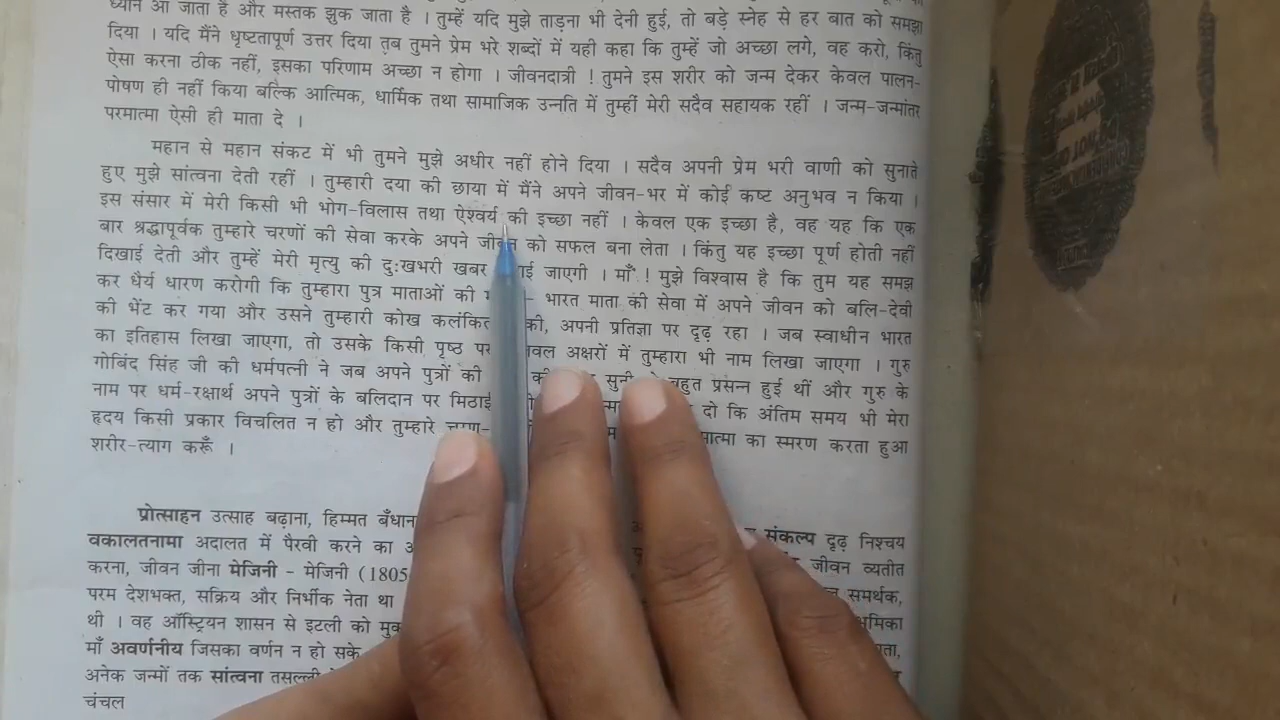 ध्यान आ जाता है और मस्तक झुक जाता है । तुम्हें यदि मुझे ताड़ना भी देनी हुई, तो बड़े स्नेह से हर बात को समझा
दिया । यदि मैंने धृष्टतापूर्ण उत्तर दिया तब तुमने प्रेम भरे शब्दों में यही कहा कि तुम्हें जो अच्छा लगे, वह करो, किंतु
ऐसा करना ठीक नहीं, इसका परिणाम अच्छा न होगा । जीवनदात्री ! तुमने इस शरीर को जन्म देकर केवल पालन-
पोषण ही नहीं किया बल्कि आत्मिक, धार्मिक तथा सामाजिक उन्नति में तुम्हीं मेरी सदैव सहायक रहीं । जन्म-जन्मांतर
परमात्मा ऐसी ही माता दे ।
महान से महान संकट में भी तुमने मुझे अधीर नहीं होने दिया । सदैव अपनी प्रेम भरी वाणी को सुनाते
हुए मुझे सांत्वना देती रहीं । तुम्हारी दया की छाया में मैंने अपने जीवन-भर में कोई कष्ट अनुभव न किया ।
इस संसार में मेरी किसी भी भोग-विलास तथा ऐश्वर्य की इच्छा नहीं । केवल एक इच्छा है, वह यह कि एक
बार श्रद्धापूर्वक तुम्हारे चरणों की सेवा करके अपने जीवन को सफल बना लेता । किंतु यह इच्छा पूर्ण होती नहीं
दिखाई देती और तुम्हें मेरी मृत्यु की दुःखभरी खबर जाएगी । माँ ! मुझे विश्वास है कि तुम यह समझ
कर धैर्य धारण करोगी कि तुम्हारा पुत्र माताओं की भारत माता की सेवा में अपने जीवन को बलि-देवी
की भेंट कर गया और उसने तुम्हारी कोख की, अपनी प्रतिज्ञा पर दृढ़ रहा । जब स्वाधीन भारत
का इतिहास लिखा जाएगा, तो उसके किसी पृष्ठ पर अक्षरों में तुम्हारा भी नाम लिखा जाएगा । गुरु
गोबिंद सिंह जी की धर्मपत्नी ने जब अपने पुत्रों की बहुत प्रसन्न हुई थीं और गुरु के
नाम पर धर्म-रक्षार्थ अपने पुत्रों के बलिदान पर दो कि अंतिम समय भी मेरा
हृदय किसी प्रकार विचलित न हो और तुम्हारे का स्मरण करता हुआ
शरीर-त्याग करूँ ।
प्रोत्साहन उत्साह बढ़ाना, हिम्मत संकल्प दृढ़ निश्चय
वकालतनामा अदालत में पैरवी करने का
करना, जीवन जीना मेजिनी - मेजिनी (1805 जीवन व्यतीत
परम देशभक्त, सक्रिय और निर्भीक नेता था समर्थक,
थी । वह ऑस्ट्रियन शासन से इटली को
माँ अवर्णनीय जिसका वर्णन न हो सके
अनेक जन्मों तक सांत्वना तसल्ली
चंचल